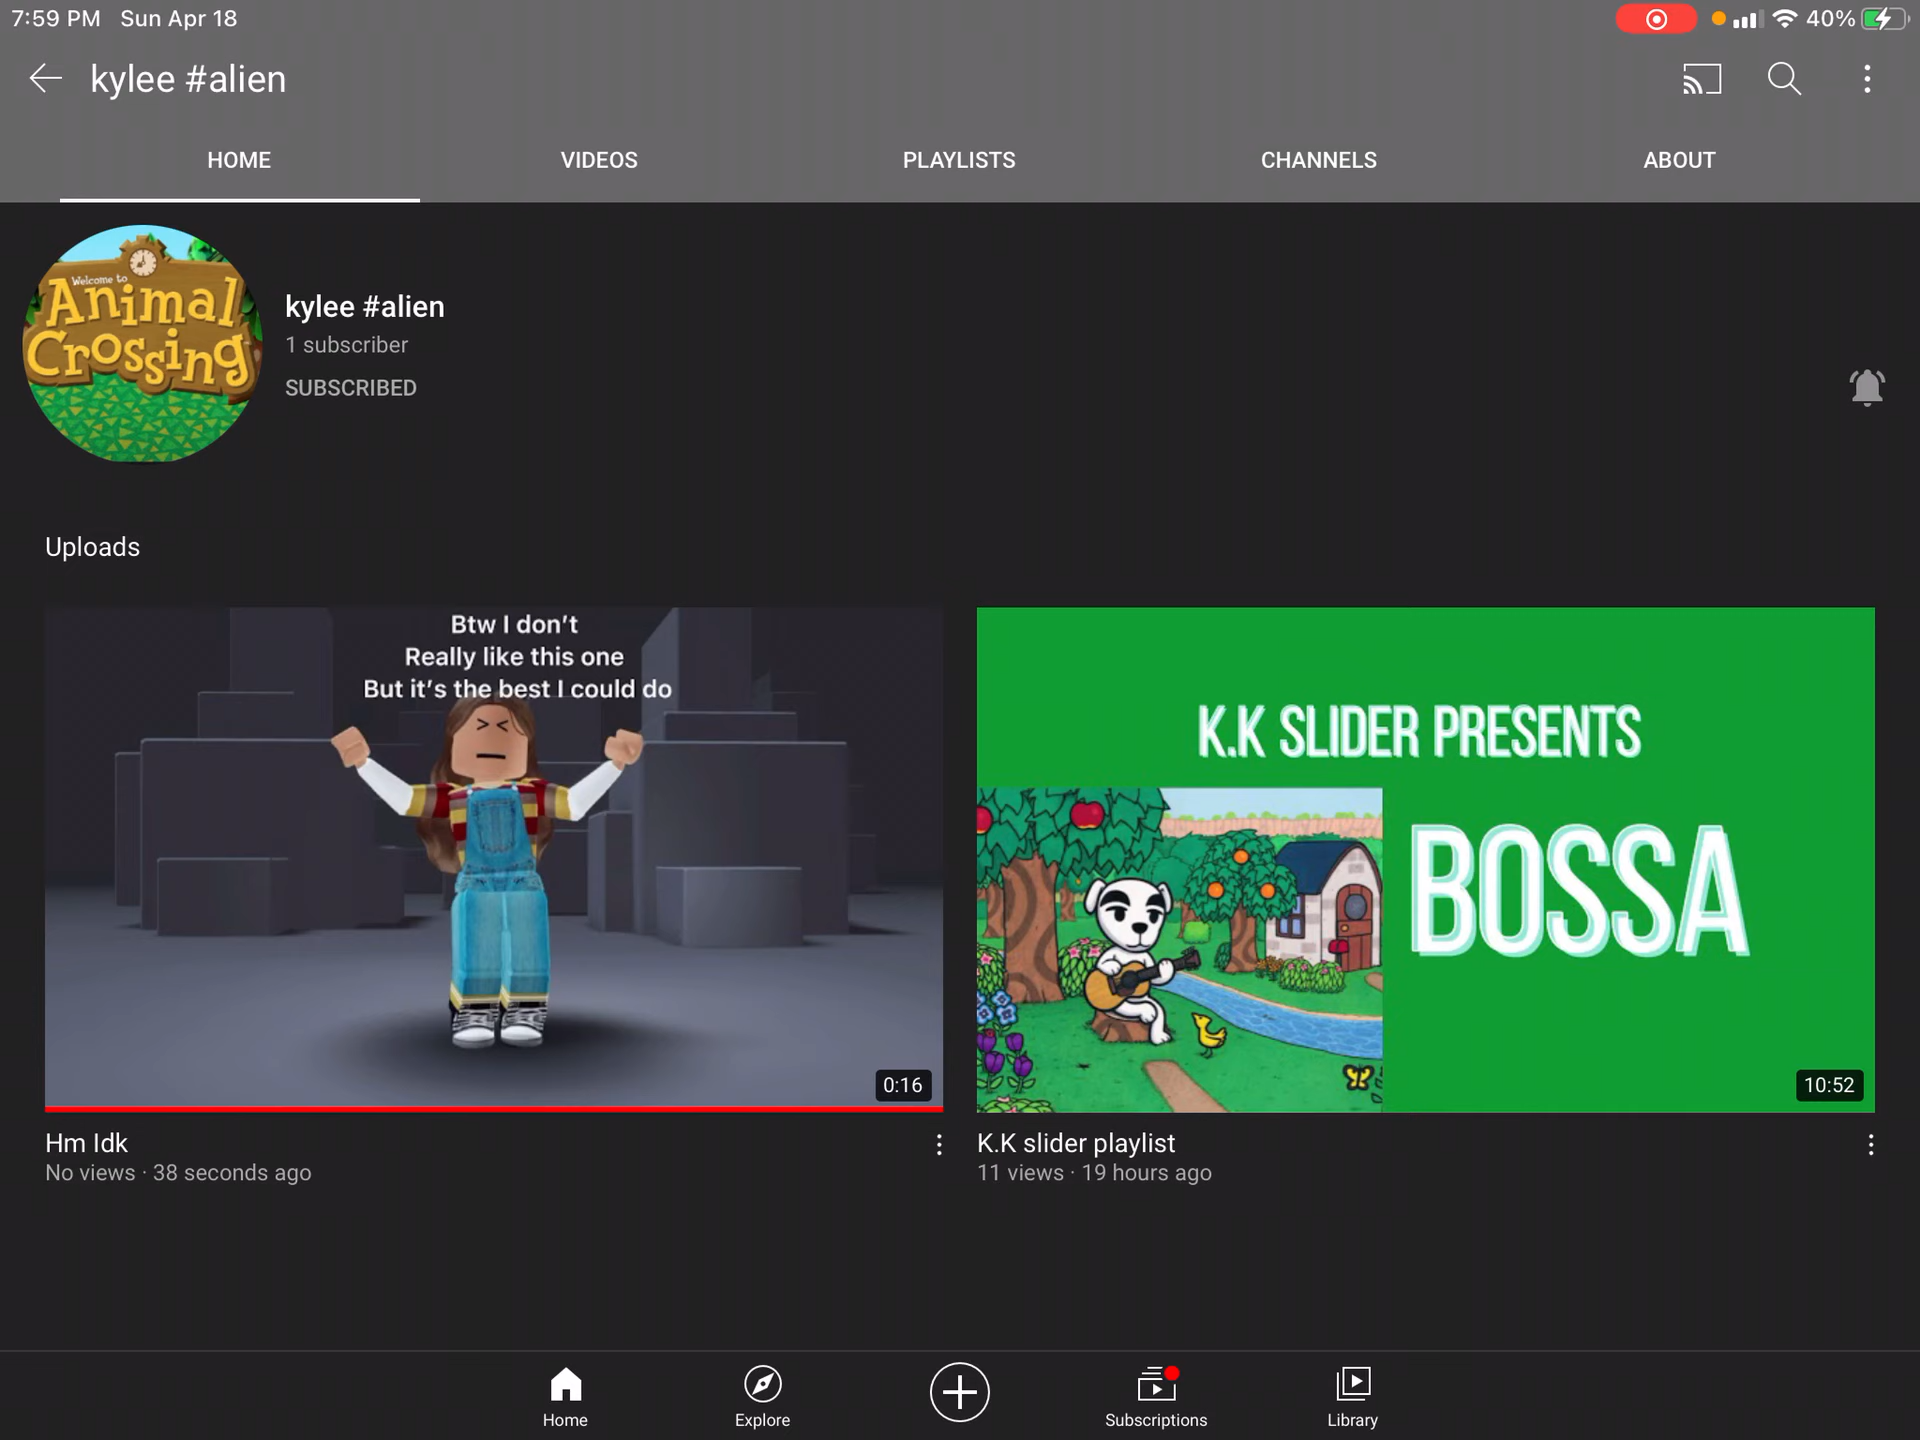 7:59 PM Sun Apr 18
40%
kylee #alien
HOME VIDEOS PLAYLISTS CHANNELS ABOUT
Welcome to
Animal
Crossing
kylee #alien
1 subscriber
SUBSCRIBED
Uploads
Btw I don't
Really like this one
But it's the best I could do
0:16
Hm Idk
No views · 38 seconds ago
K.K SLIDER PRESENTS
BOSSA
10:52
K.K slider playlist
11 views · 19 hours ago
Home Explore Subscriptions Library